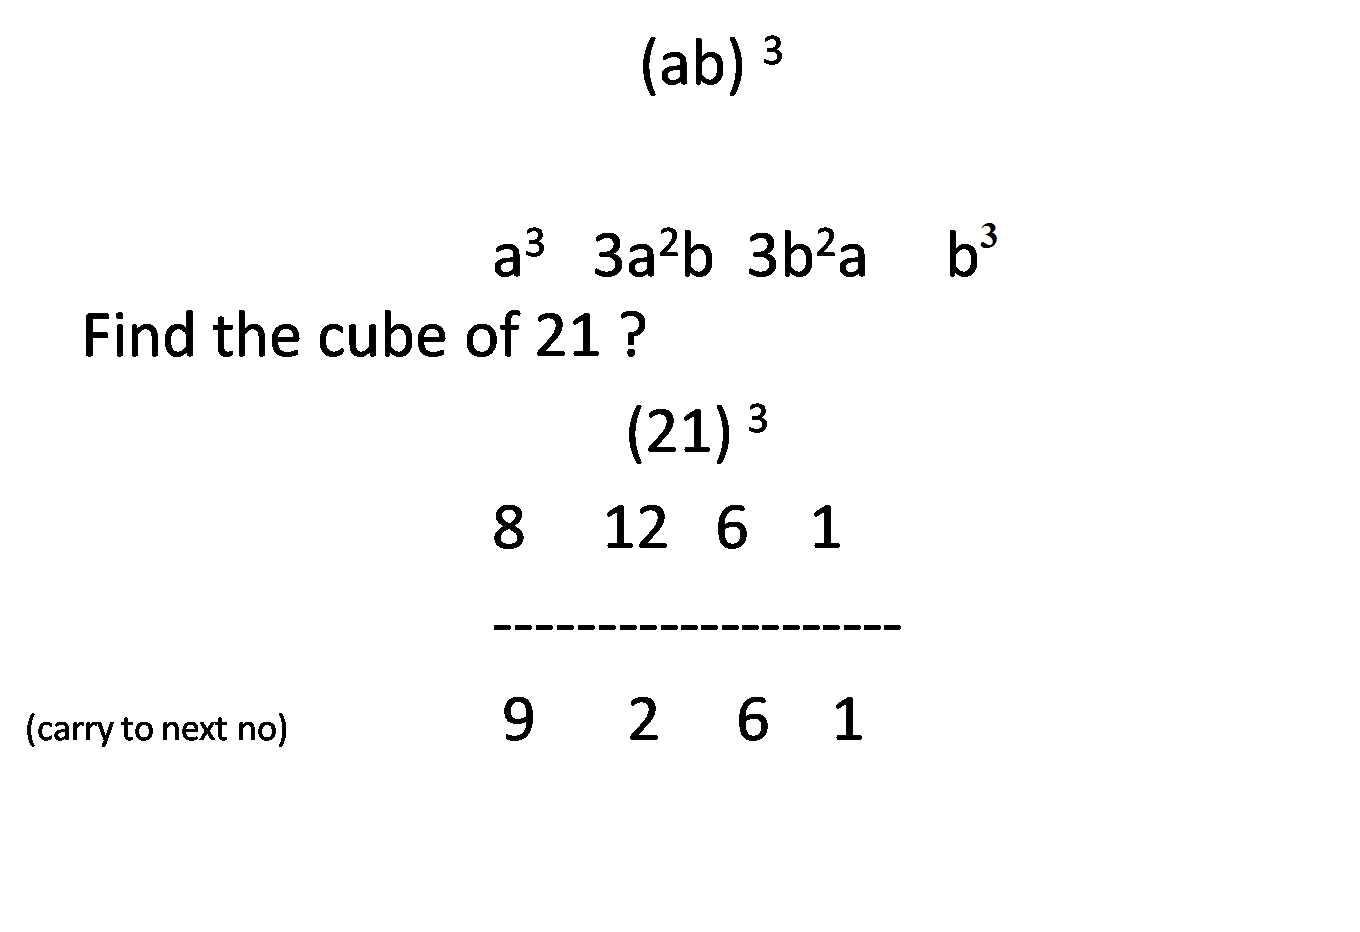 (ab) ³
a³ 3a²b 3b²a b³
Find the cube of 21 ?
(21) ³
8 12 6 1
--------------------
(carry to next no) 9 2 6 1